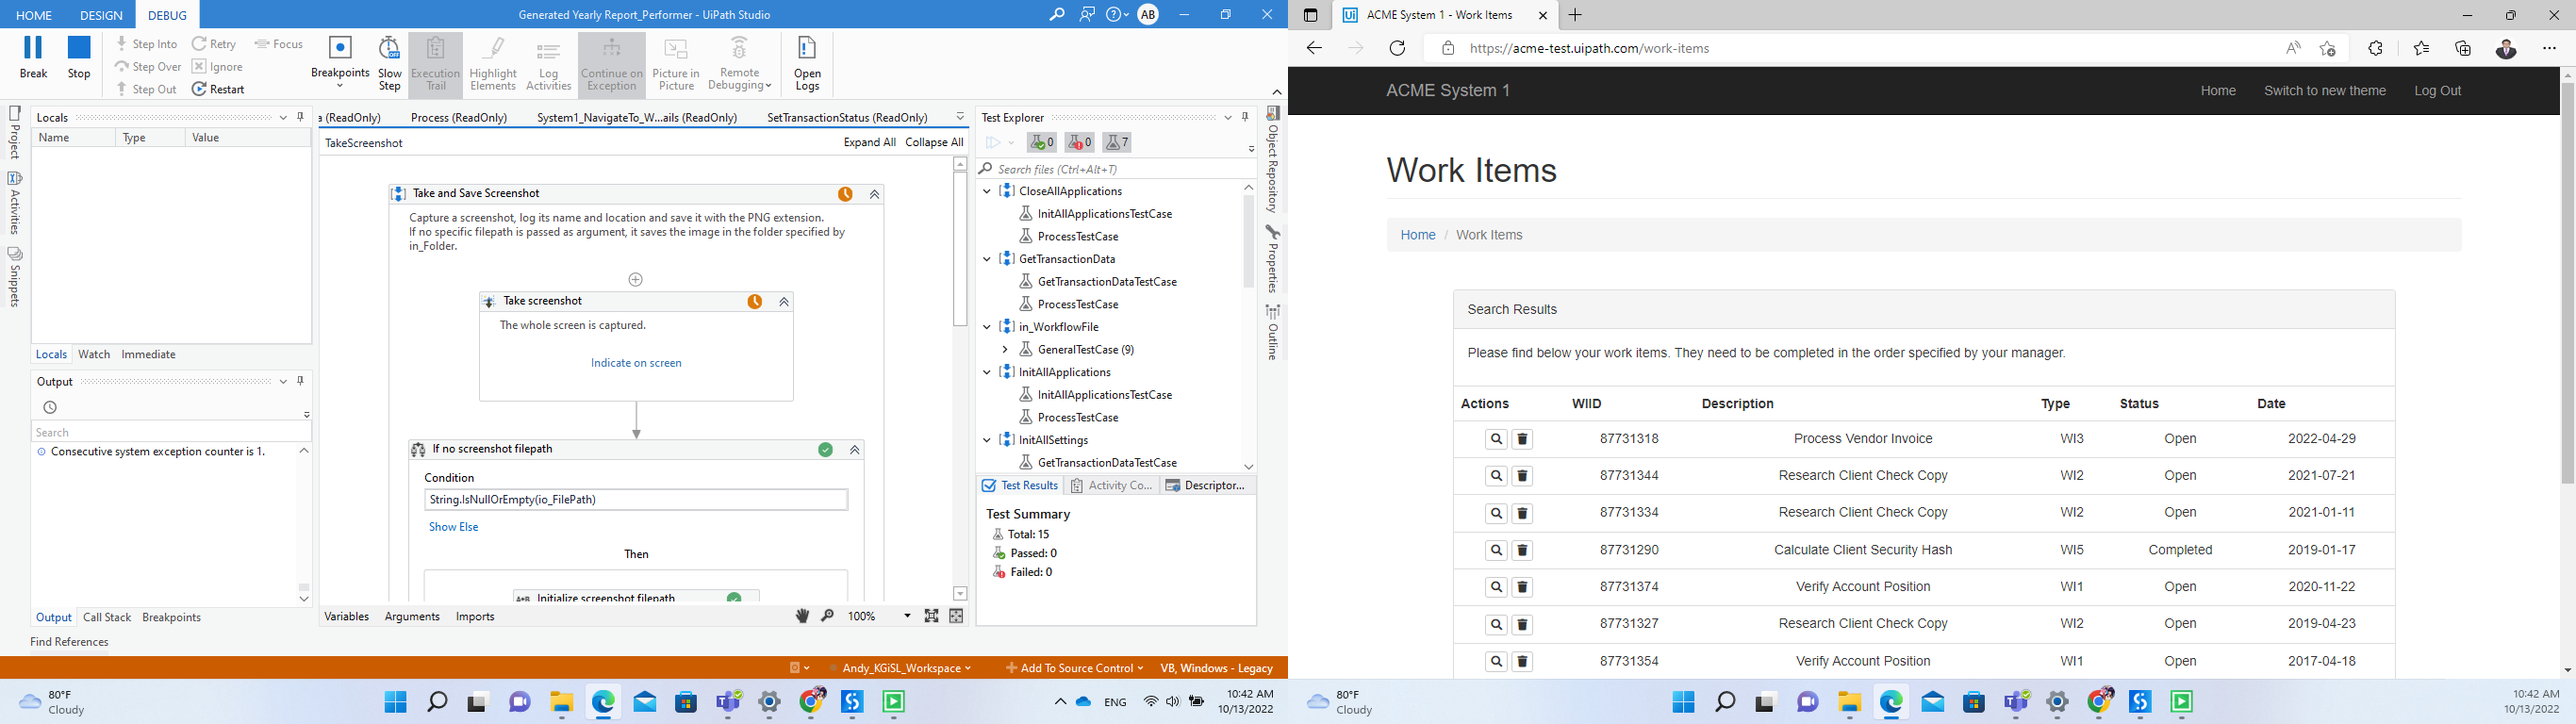 HOME DESIGN DEBUG
Generated Yearly Report_Performer - UiPath Studio
AB
Break
Stop
Step Into
Step Over
Step Out
Retry
Ignore
Restart
Focus
Breakpoints
Slow Step
Execution Trail
Highlight Elements
Log Activities
Continue on Exception
Picture in Picture
Remote Debugging
Open Logs
Project
Activities
Snippets
Locals
Name Type Value
Locals Watch Immediate
Output
Search
Consecutive system exception counter is 1.
Output Call Stack Breakpoints
Find References
a (ReadOnly) Process (ReadOnly) System1_NavigateTo_W...ails (ReadOnly) SetTransactionStatus (ReadOnly)
TakeScreenshot
Expand All Collapse All
Take and Save Screenshot
Capture a screenshot, log its name and location and save it with the PNG extension.
If no specific filepath is passed as argument, it saves the image in the folder specified by
in_Folder.
Take screenshot
The whole screen is captured.
Indicate on screen
If no screenshot filepath
Condition
String.IsNullOrEmpty(io_FilePath)
Show Else
Then
A+B Initialize screenshot filepath
Variables Arguments Imports
100%
Test Explorer
0 0 7
Search files (Ctrl+Alt+T)
CloseAllApplications
InitAllApplicationsTestCase
ProcessTestCase
GetTransactionData
GetTransactionDataTestCase
ProcessTestCase
in_WorkflowFile
GeneralTestCase (9)
InitAllApplications
InitAllApplicationsTestCase
ProcessTestCase
InitAllSettings
GetTransactionDataTestCase
Test Results Activity Co... Descriptor...
Test Summary
Total: 15
Passed: 0
Failed: 0
Object Repository
Properties
Outline
Andy_KGiSL_Workspace
Add To Source Control
VB, Windows - Legacy
80°F
Cloudy
ENG
10:42 AM
10/13/2022
Ui ACME System 1 - Work Items
https://acme-test.uipath.com/work-items
ACME System 1
Home Switch to new theme Log Out
Work Items
Home / Work Items
Search Results
Please find below your work items. They need to be completed in the order specified by your manager.
Actions WIID Description Type Status Date
87731318 Process Vendor Invoice WI3 Open 2022-04-29
87731344 Research Client Check Copy WI2 Open 2021-07-21
87731334 Research Client Check Copy WI2 Open 2021-01-11
87731290 Calculate Client Security Hash WI5 Completed 2019-01-17
87731374 Verify Account Position WI1 Open 2020-11-22
87731327 Research Client Check Copy WI2 Open 2019-04-23
87731354 Verify Account Position WI1 Open 2017-04-18
80°F
Cloudy
10:42 AM
10/13/2022